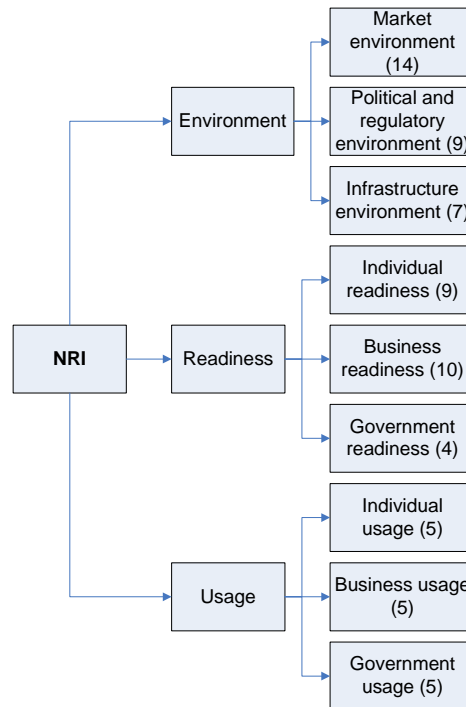 Market
environment
(14)
Environment
Political and
regulatory
environment (9)
Infrastructure
environment (7)
Individual
readiness (9)
NRI
Readiness
Business
readiness (10)
Government
readiness (4)
Individual
usage (5)
Usage
Business usage
(5)
Government
usage (5)